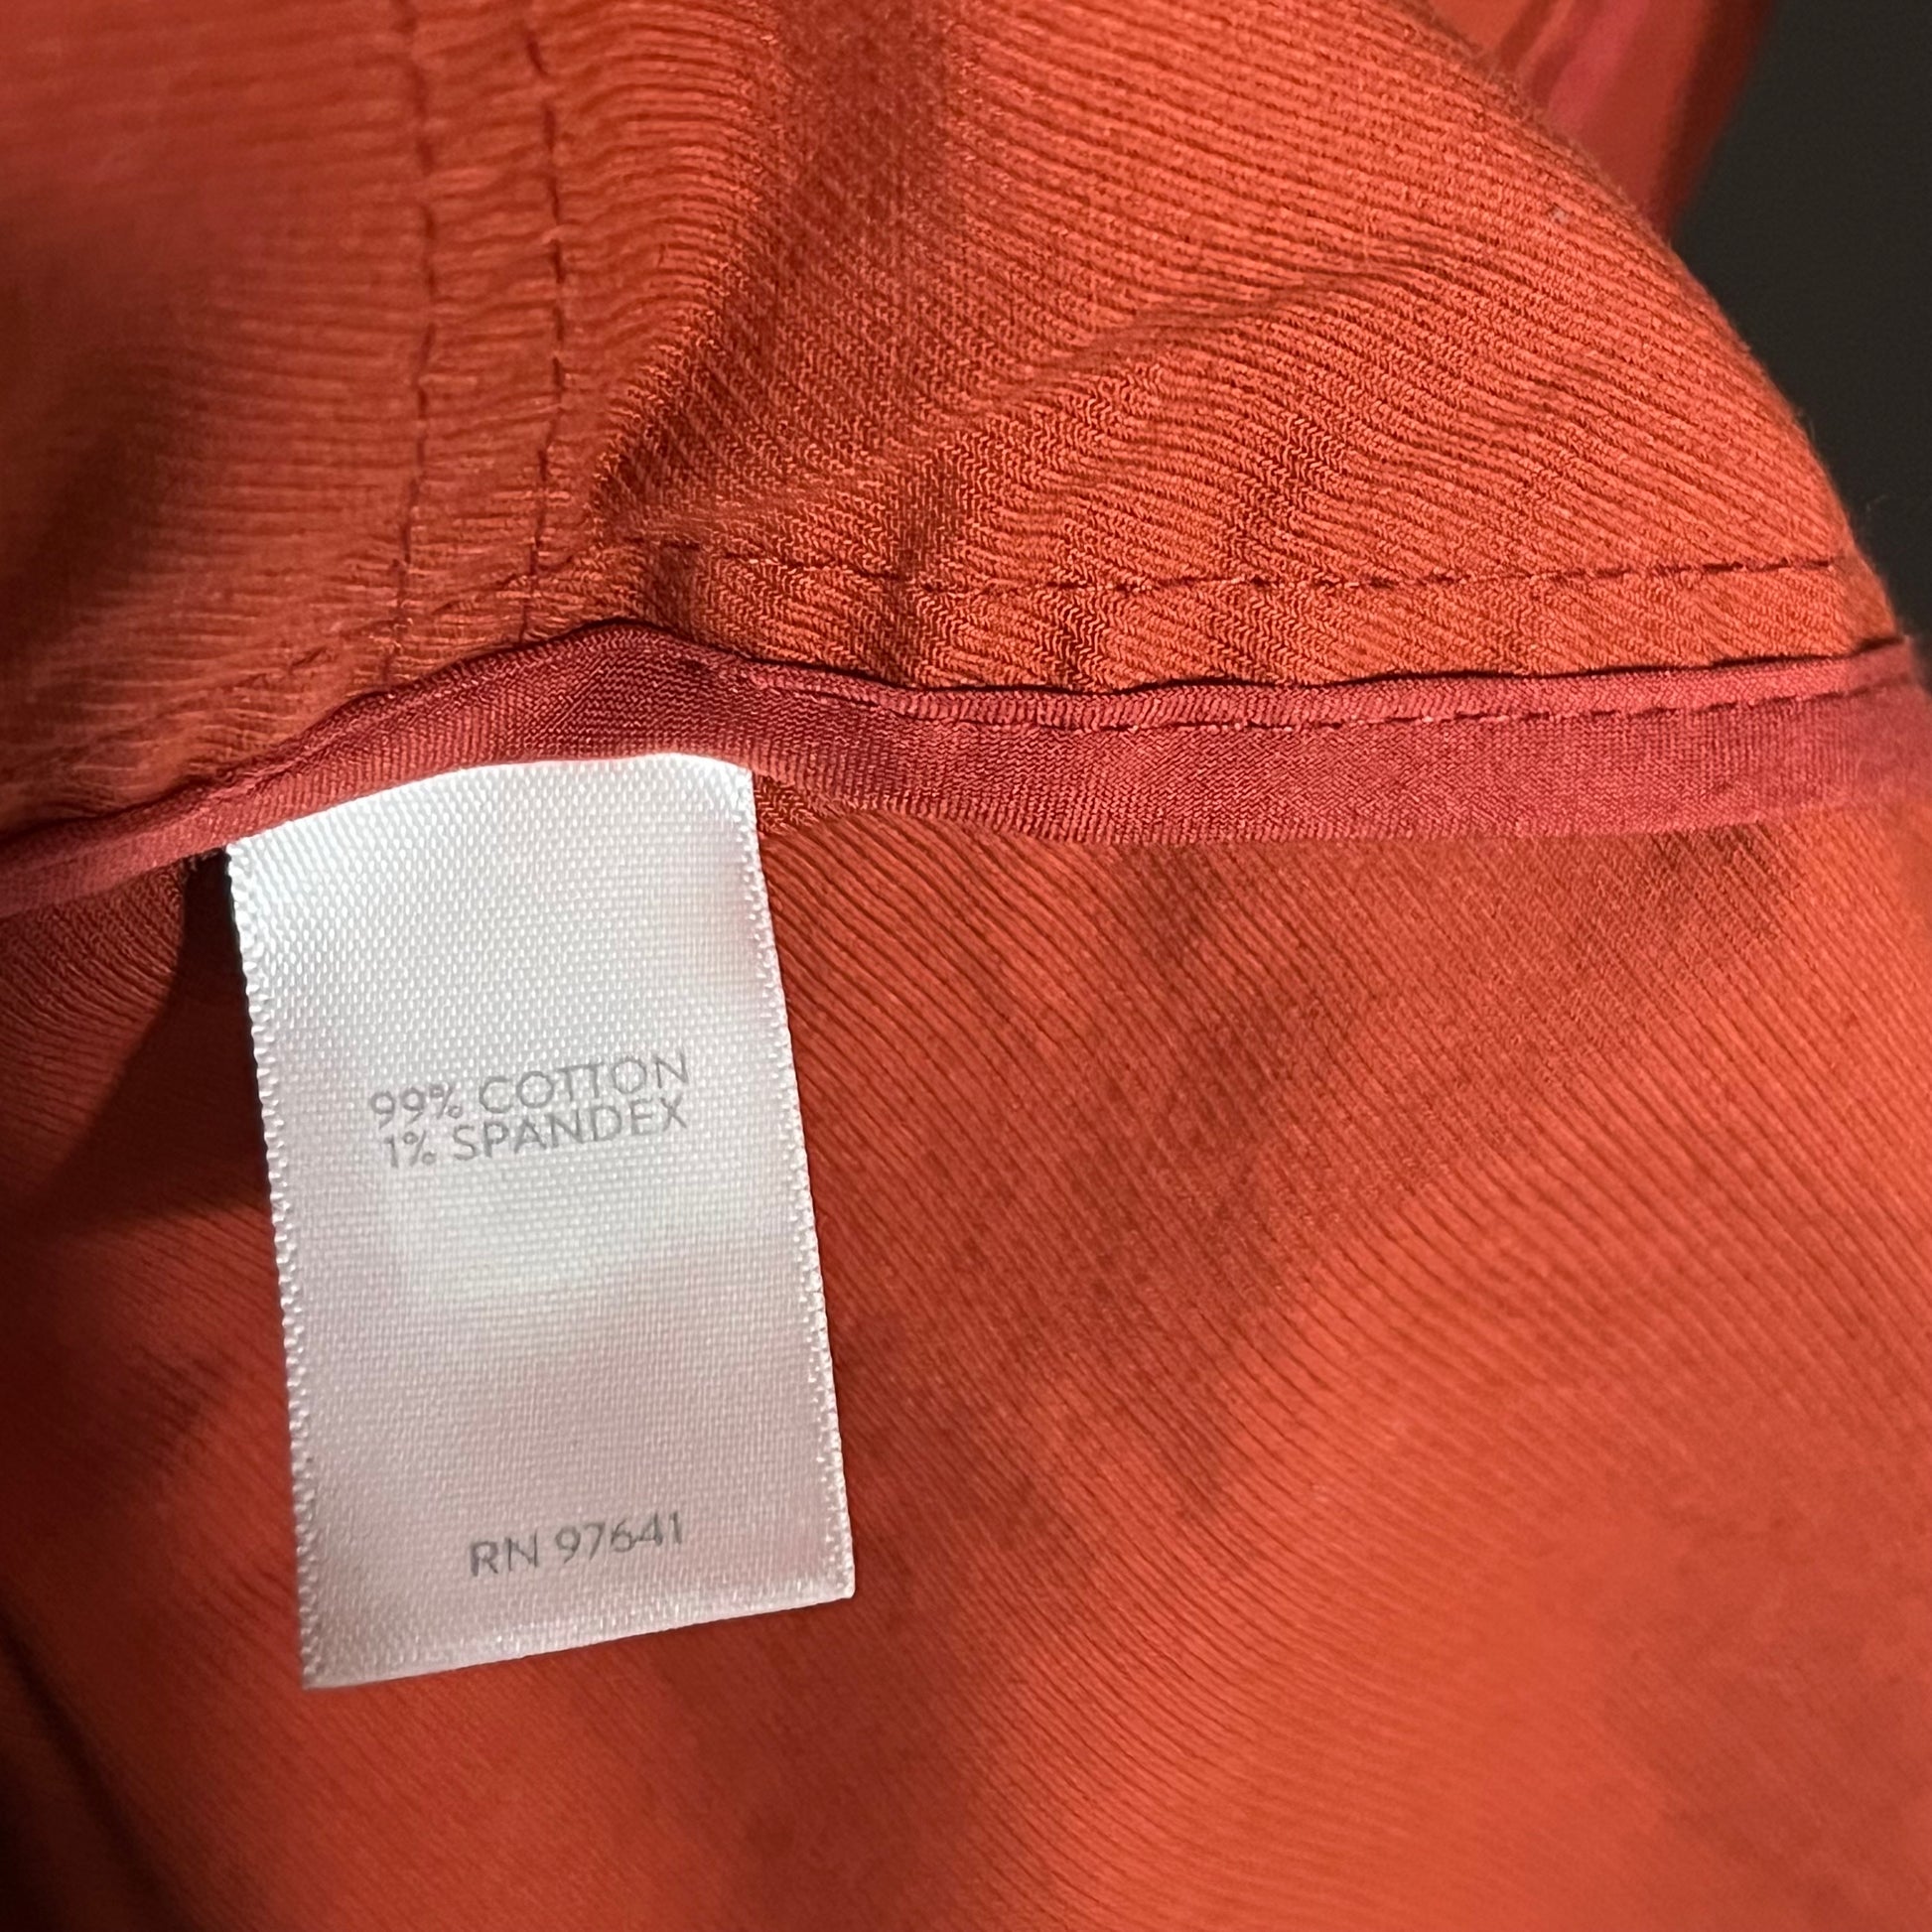 99% COTTON
1% SPANDEX
RN 97641